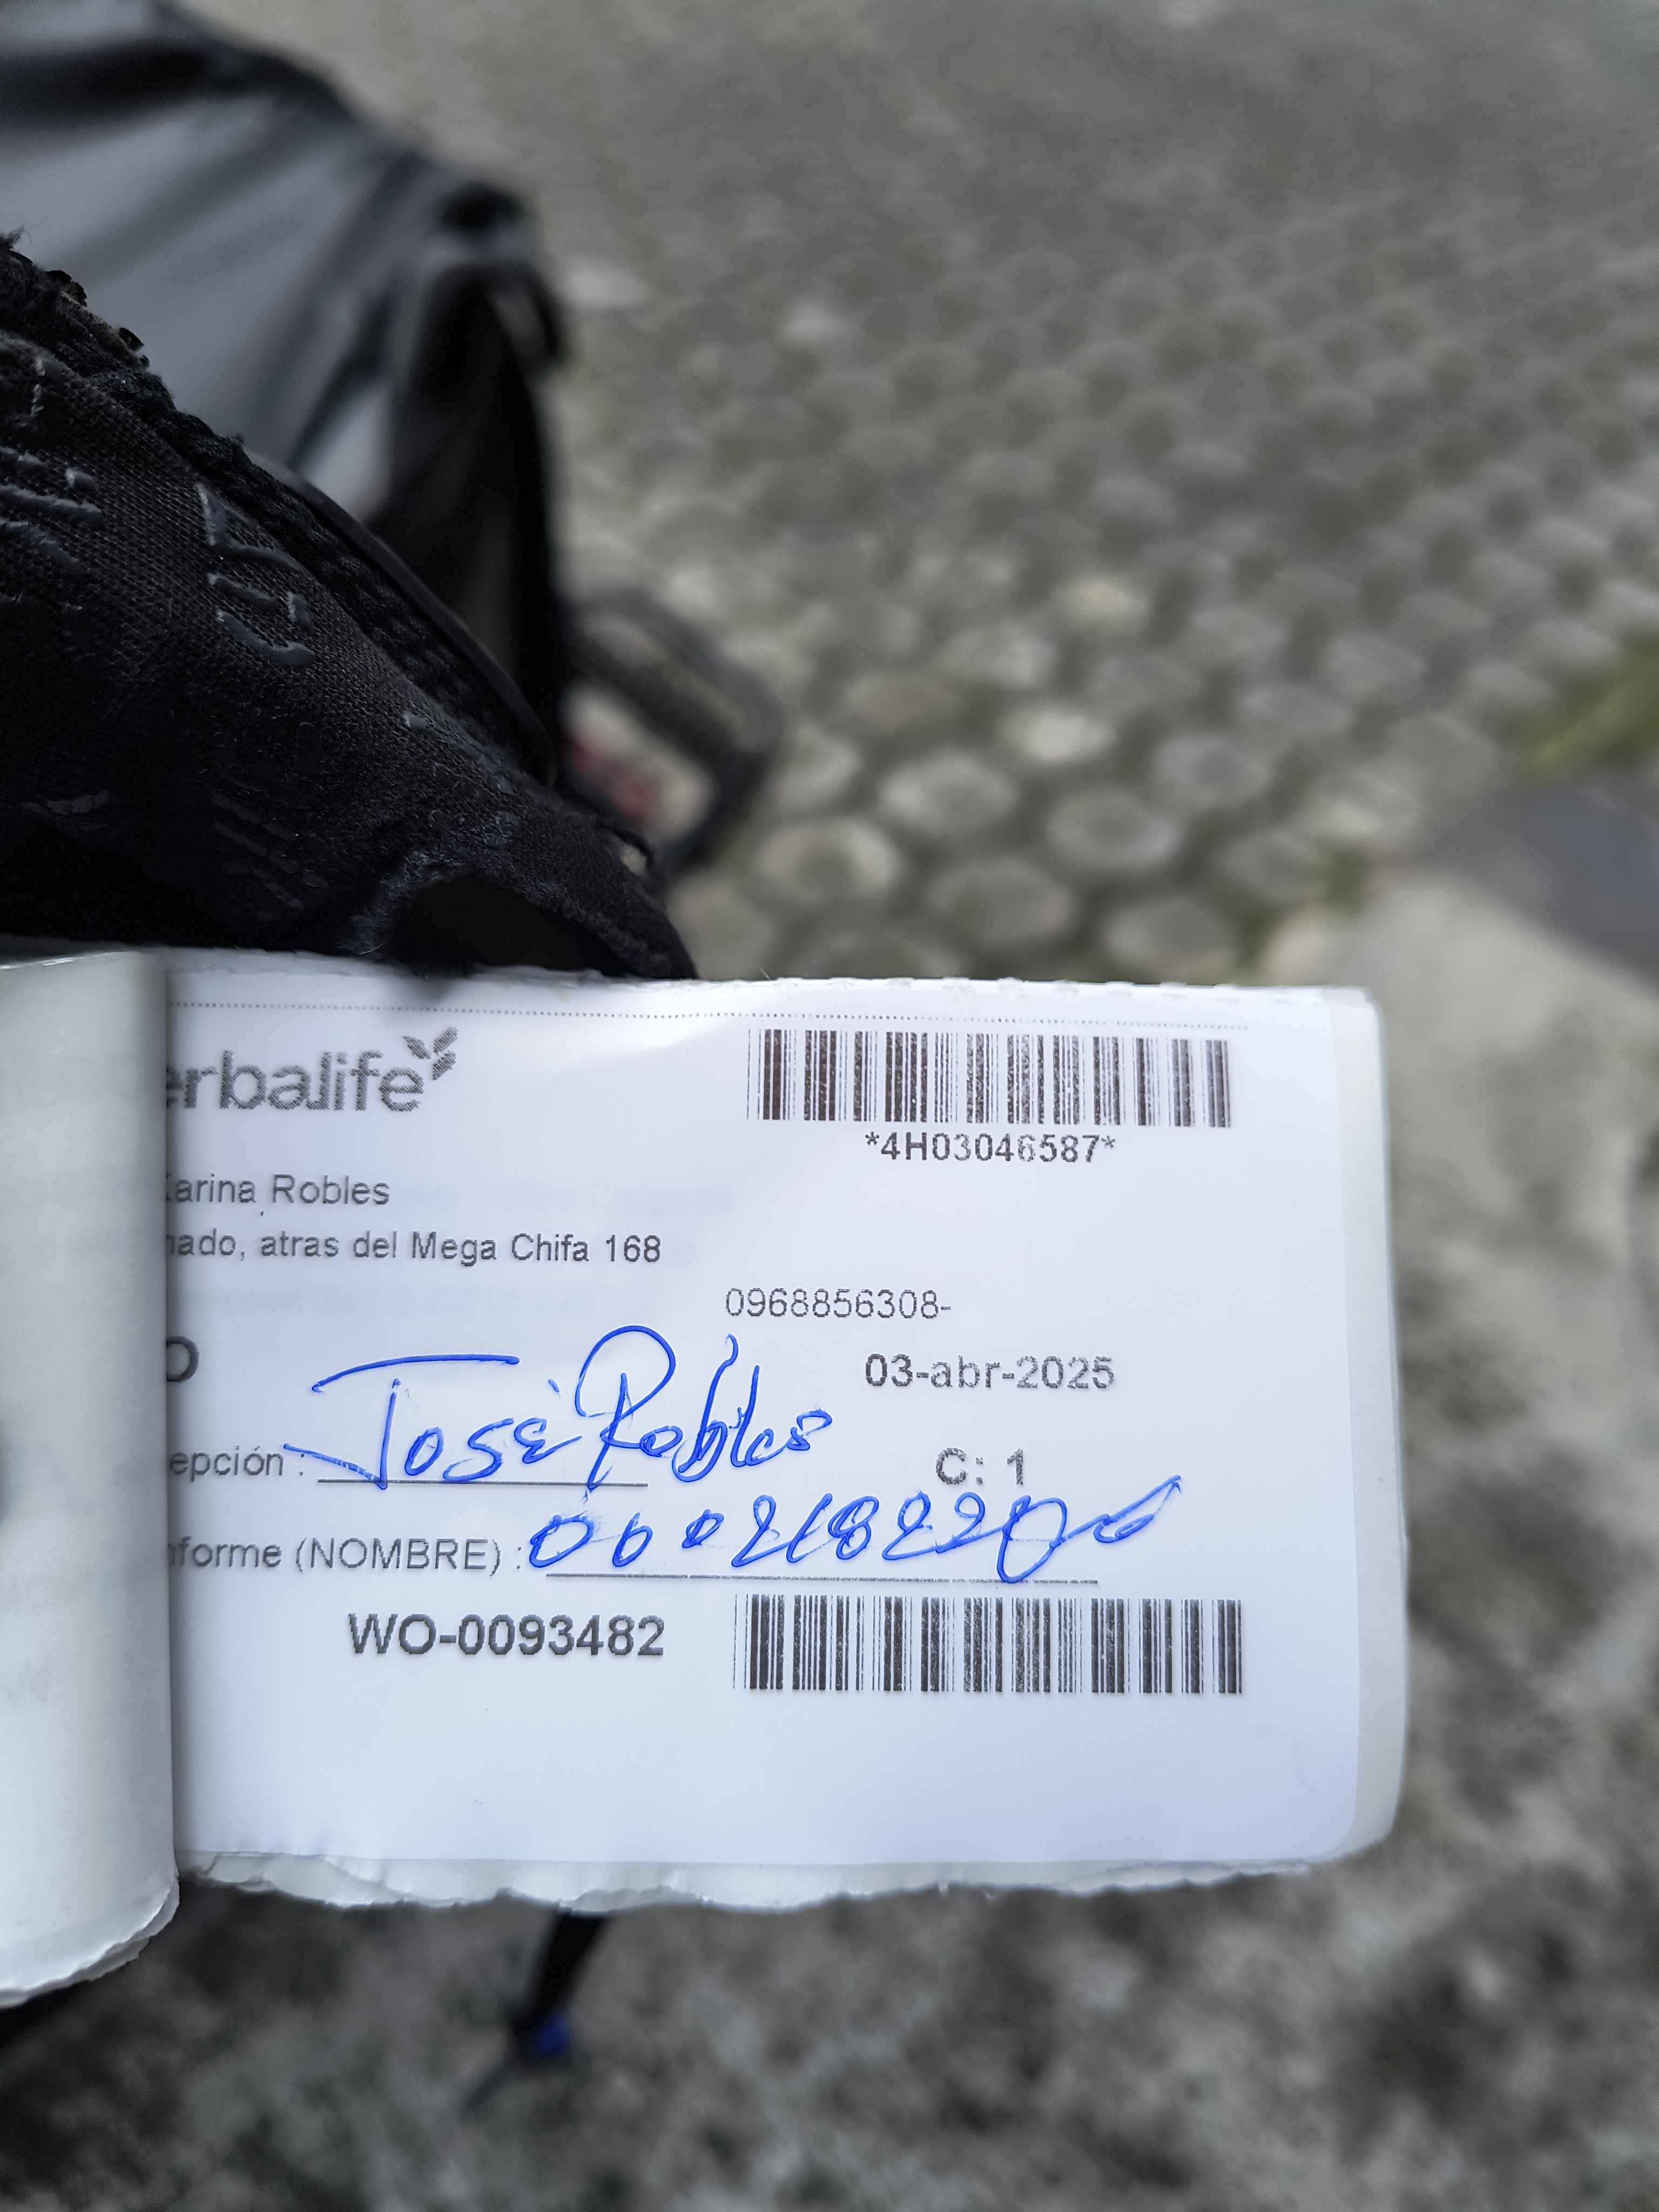 erbalife
*4H03046587*
Karina Robles
nado, atras del Mega Chifa 168
0968856308-
O
03-abr-2025
José Robles
epción :
C: 1
nforme (NOMBRE) :
WO-0093482